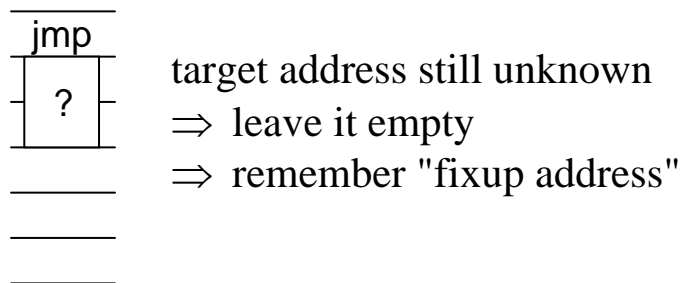 jmp
?
target address still unknown
⇒ leave it empty
⇒ remember "fixup address"